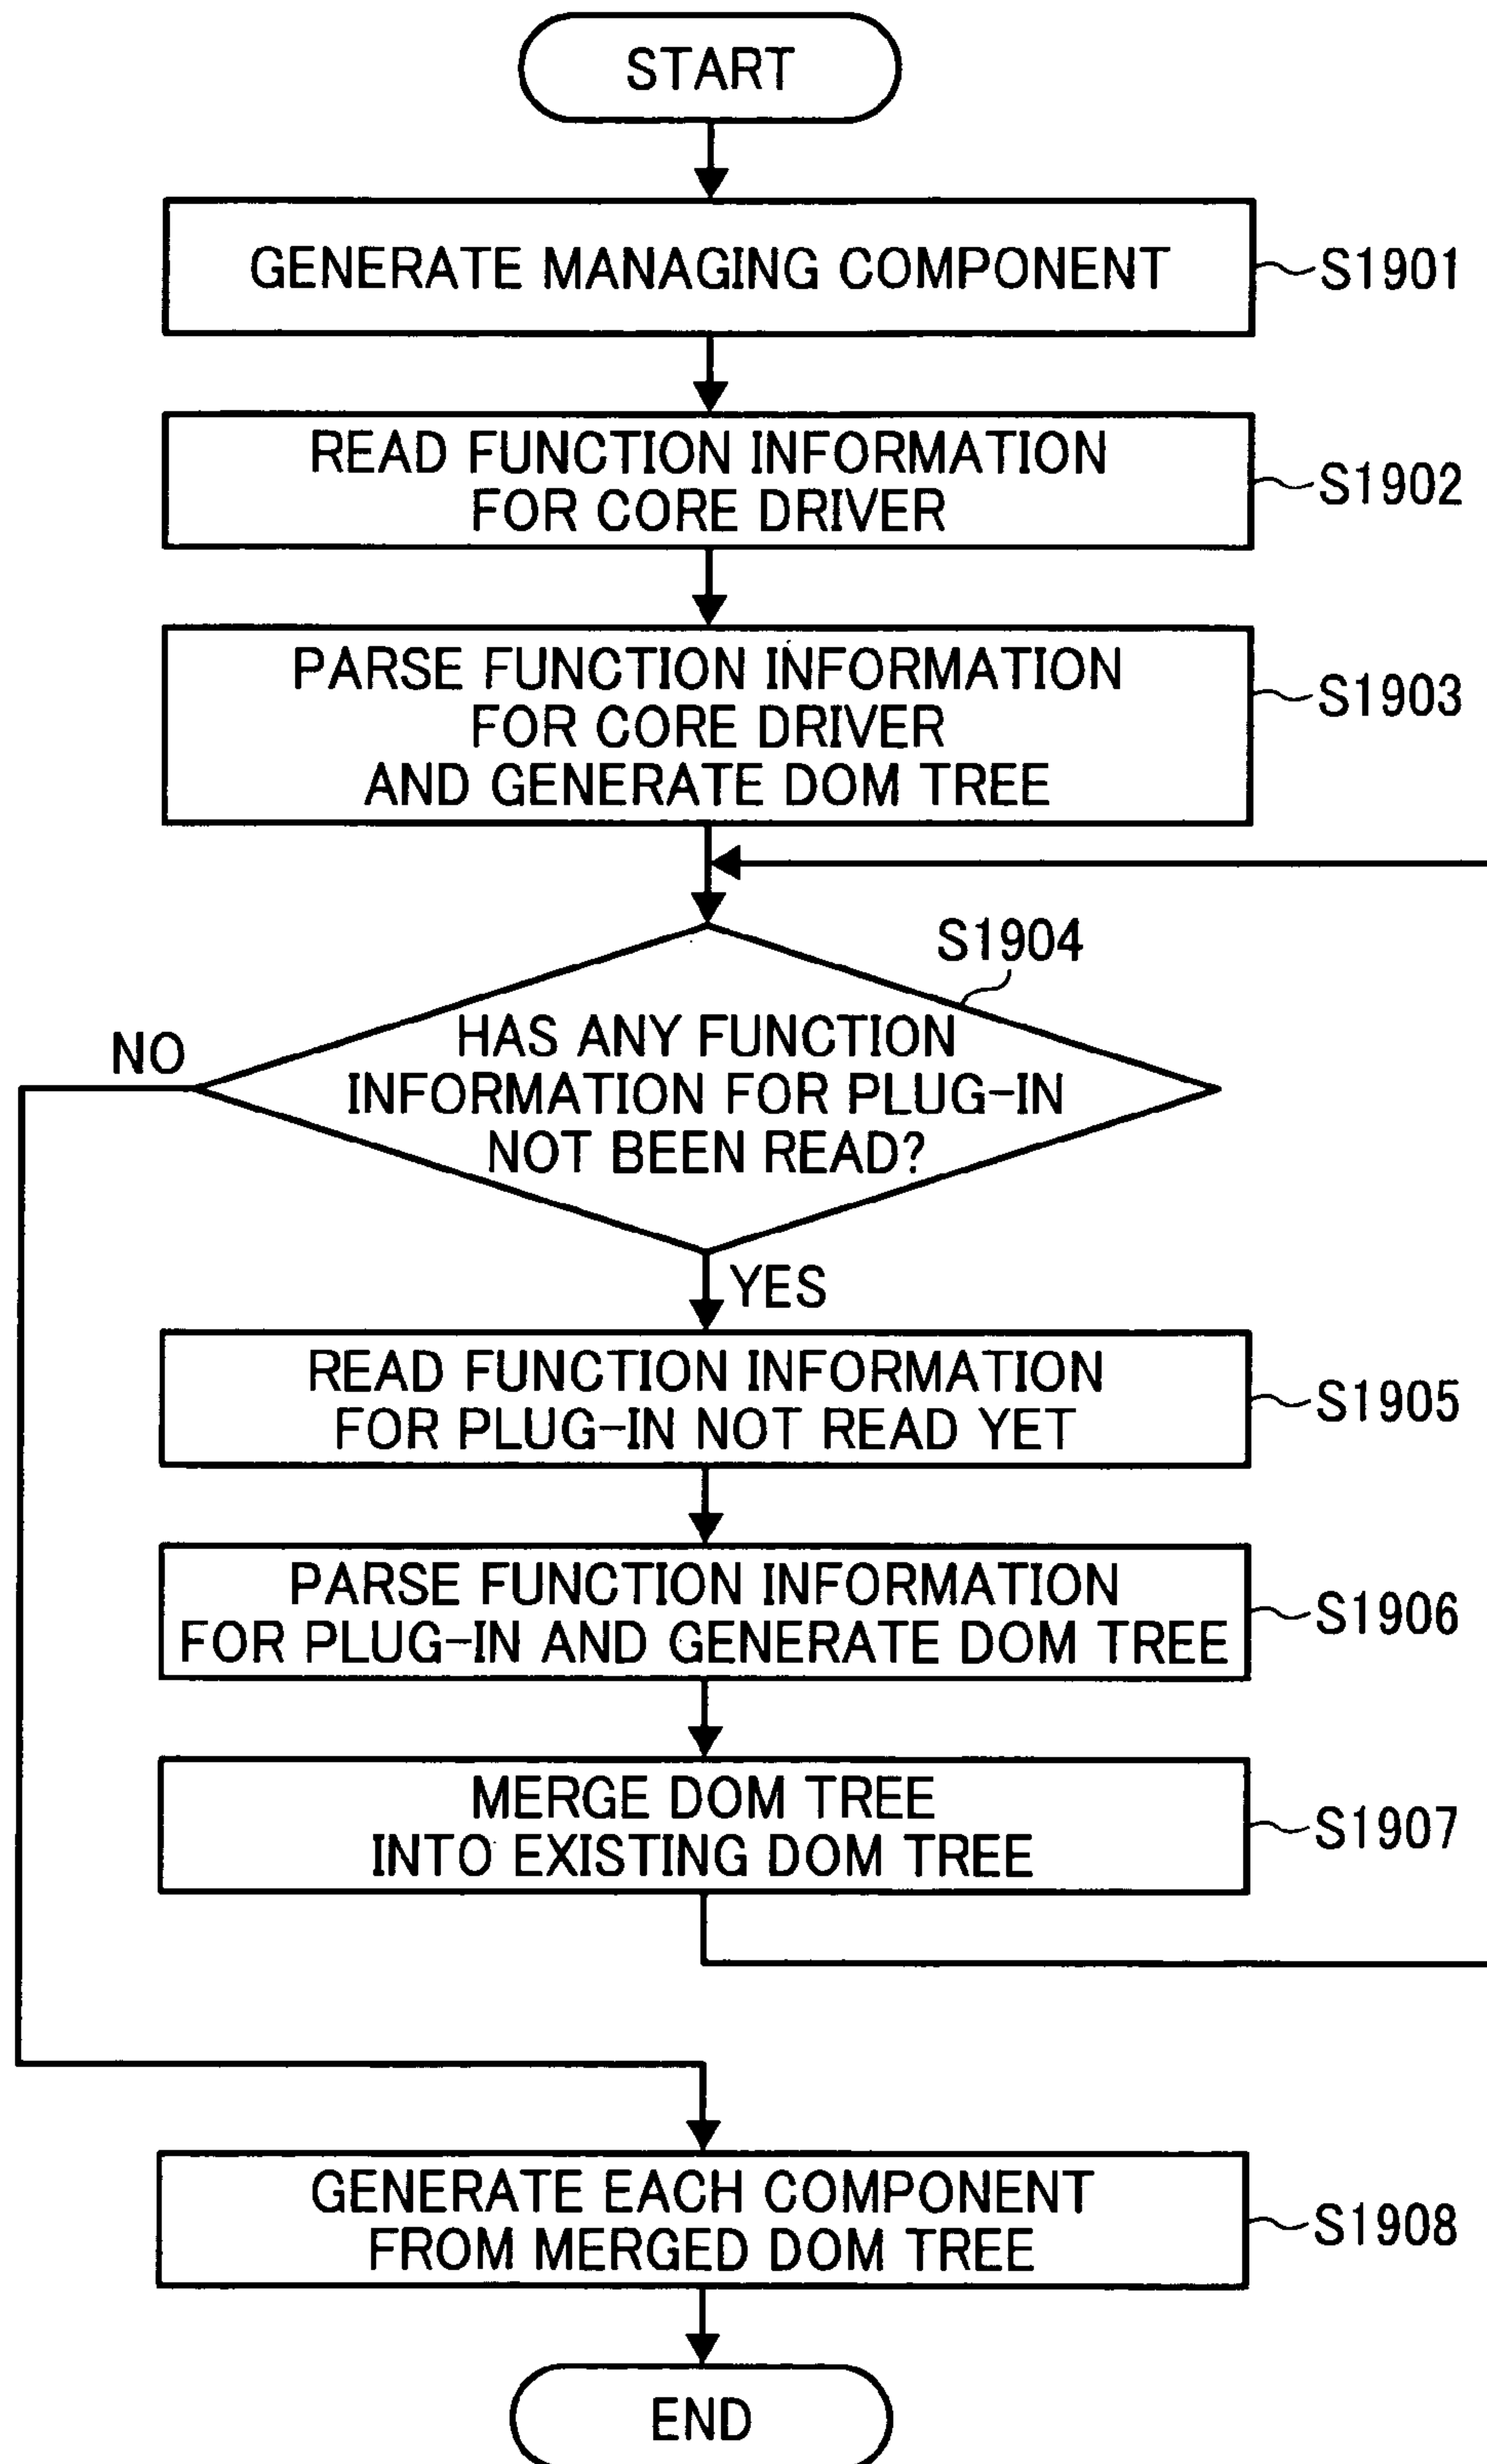 START
GENERATE MANAGING COMPONENT
S1901
READ FUNCTION INFORMATION
FOR CORE DRIVER
S1902
PARSE FUNCTION INFORMATION
FOR CORE DRIVER
AND GENERATE DOM TREE
S1903
S1904
NO
HAS ANY FUNCTION
INFORMATION FOR PLUG-IN
NOT BEEN READ?
YES
READ FUNCTION INFORMATION
FOR PLUG-IN NOT READ YET
S1905
PARSE FUNCTION INFORMATION
FOR PLUG-IN AND GENERATE DOM TREE
S1906
MERGE DOM TREE
INTO EXISTING DOM TREE
S1907
GENERATE EACH COMPONENT
FROM MERGED DOM TREE
S1908
END